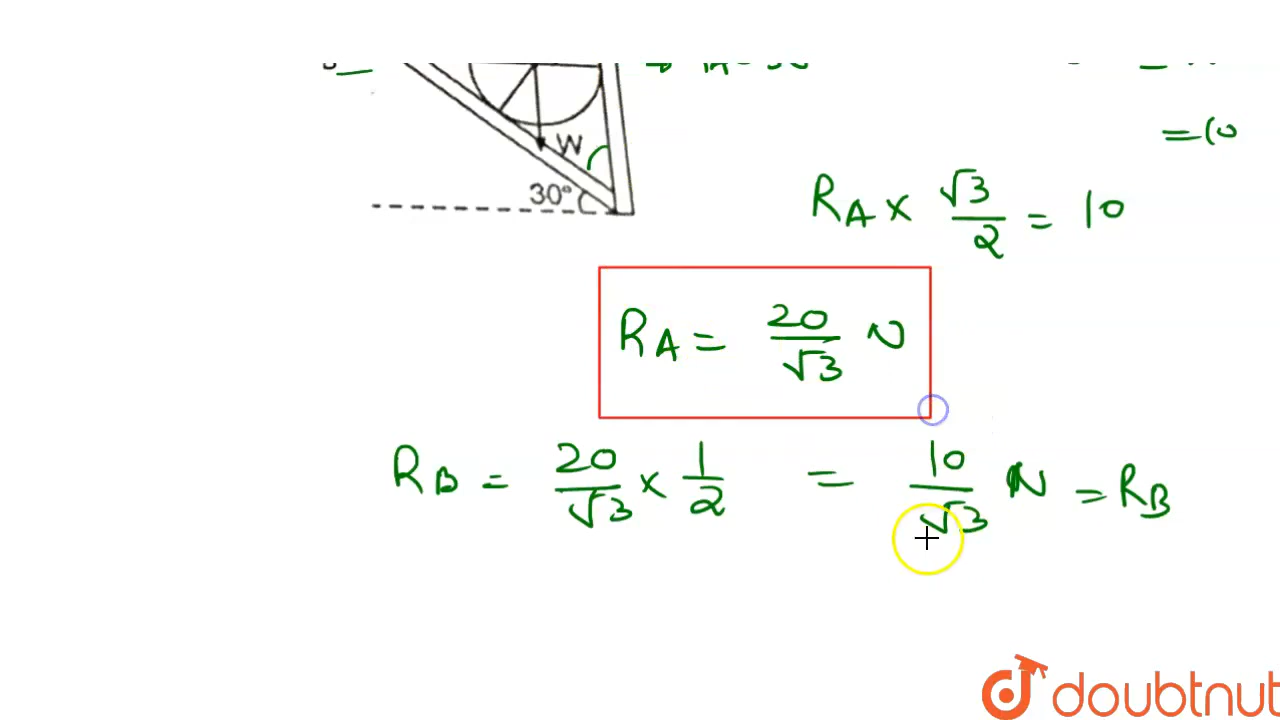 = 10
W
30°
R_A × √3/2 = 10
R_A = 20/√3 N
R_B = 20/√3 × 1/2 = 10/√3 N = R_B
doubtnut